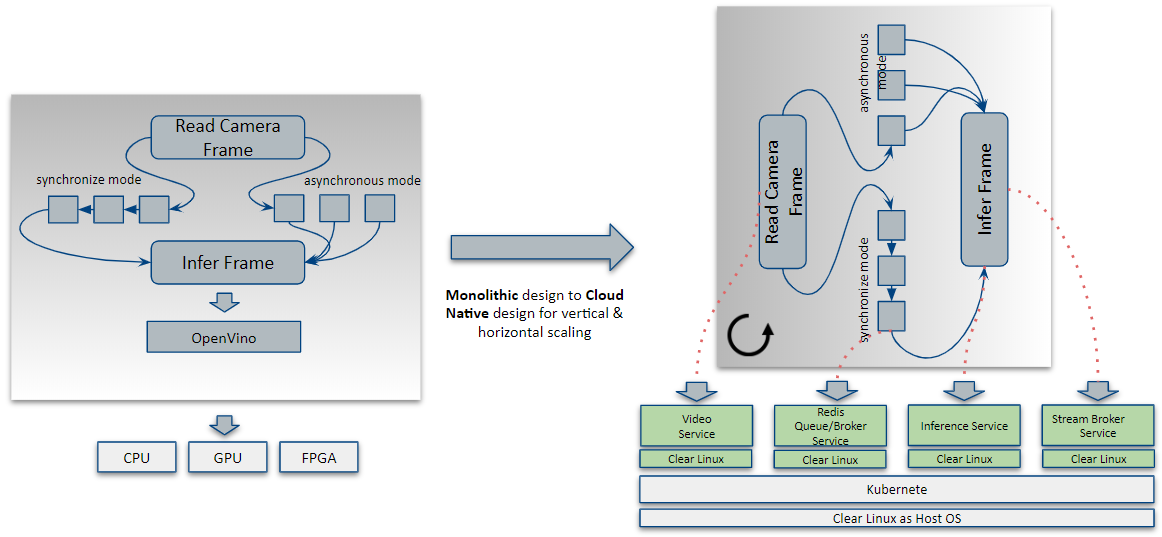 Read Camera
Frame
synchronize mode
asynchronous mode
Infer Frame
OpenVino
CPU
GPU
FPGA
Monolithic design to Cloud
Native design for vertical &
horizontal scaling
asynchronous
mode
Read Camera
Frame
Infer Frame
synchronize mode
Video
Service
Redis
Queue/Broker
Service
Inference Service
Stream Broker
Service
Clear Linux
Clear Linux
Clear Linux
Clear Linux
Kubernete
Clear Linux as Host OS